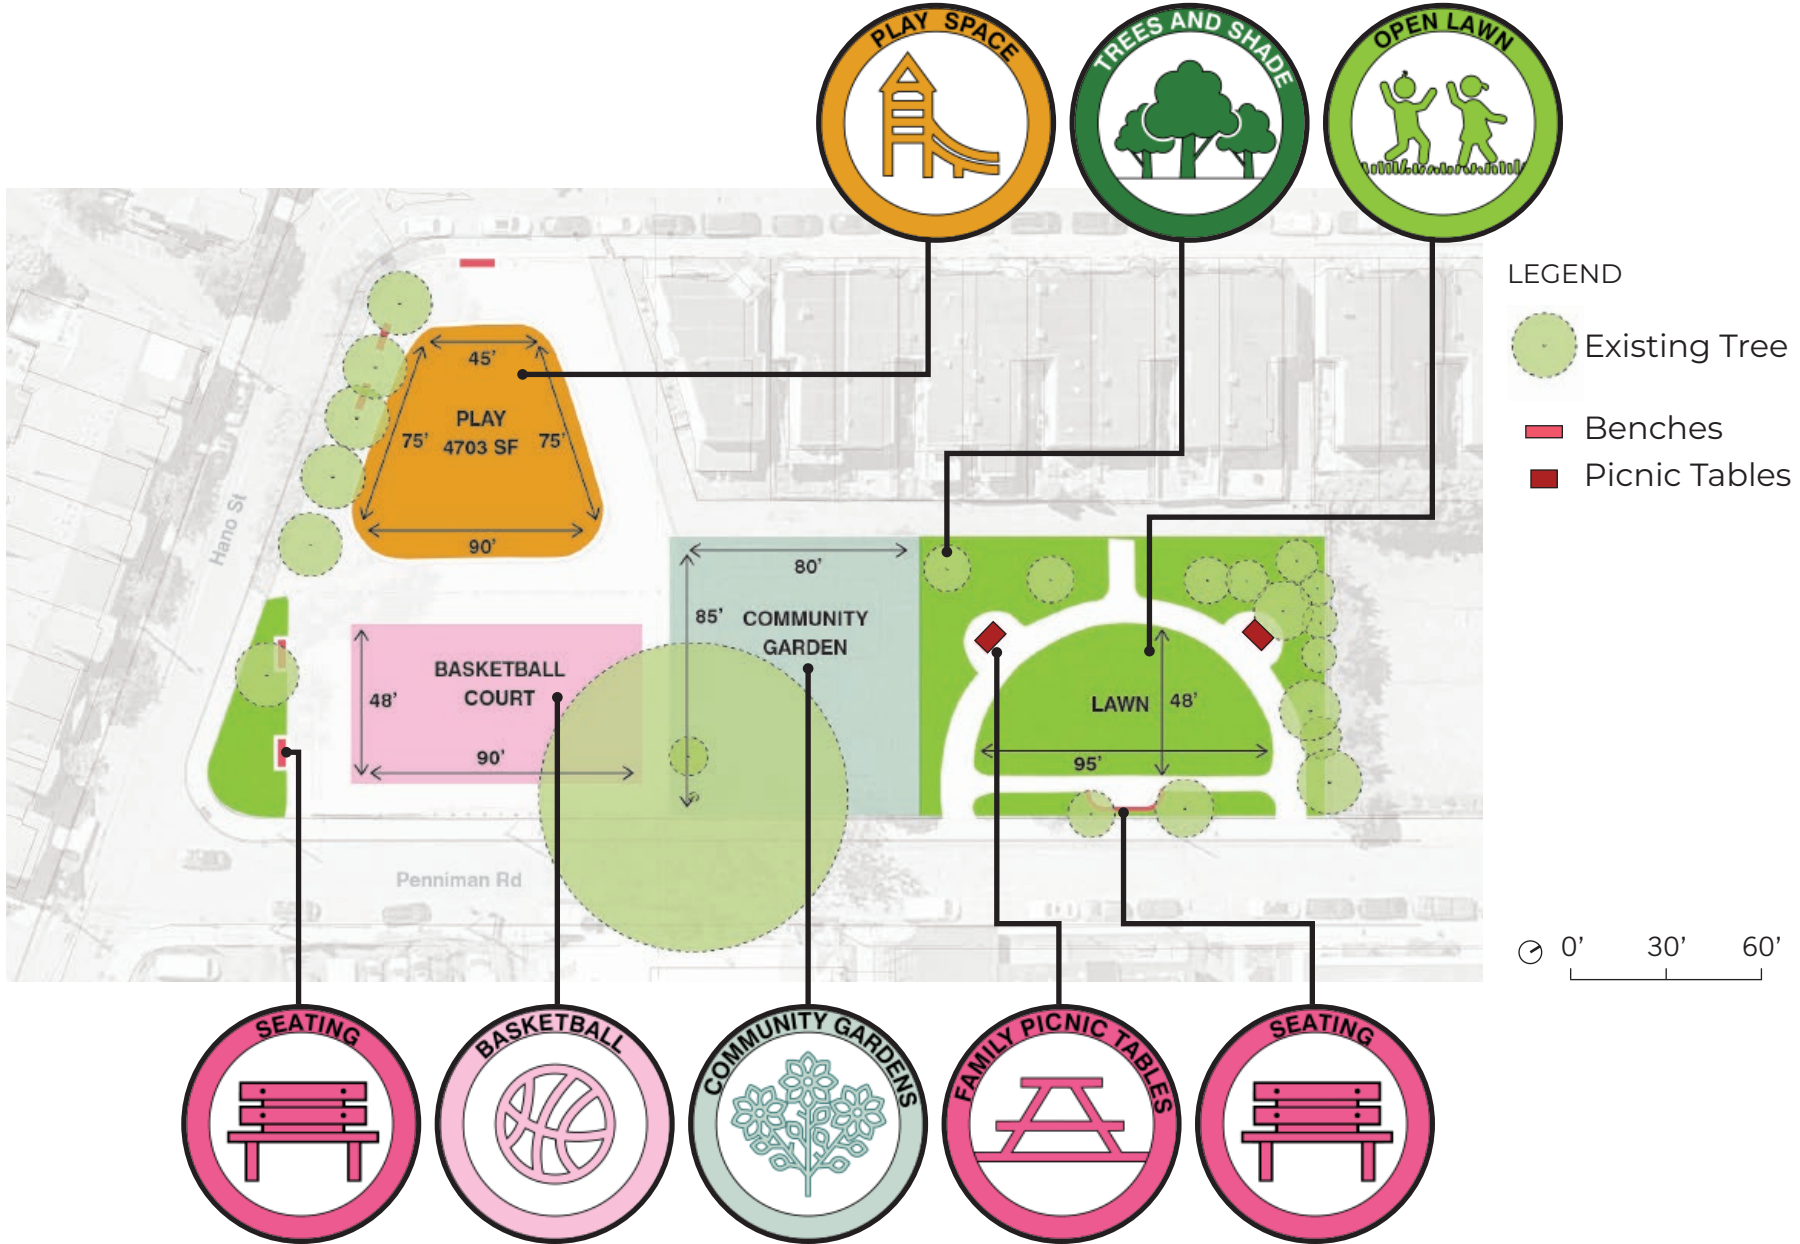 PLAY SPACE
TREES AND SHADE
OPEN LAWN
LEGEND
Existing Tree
Benches
Picnic Tables
45'
PLAY
4703 SF
75'
75'
90'
Hano St
80'
85'
COMMUNITY
GARDEN
BASKETBALL
COURT
48'
90'
LAWN
48'
95'
Penniman Rd
0'
30'
60'
SEATING
BASKETBALL
COMMUNITY GARDENS
FAMILY PICNIC TABLES
SEATING